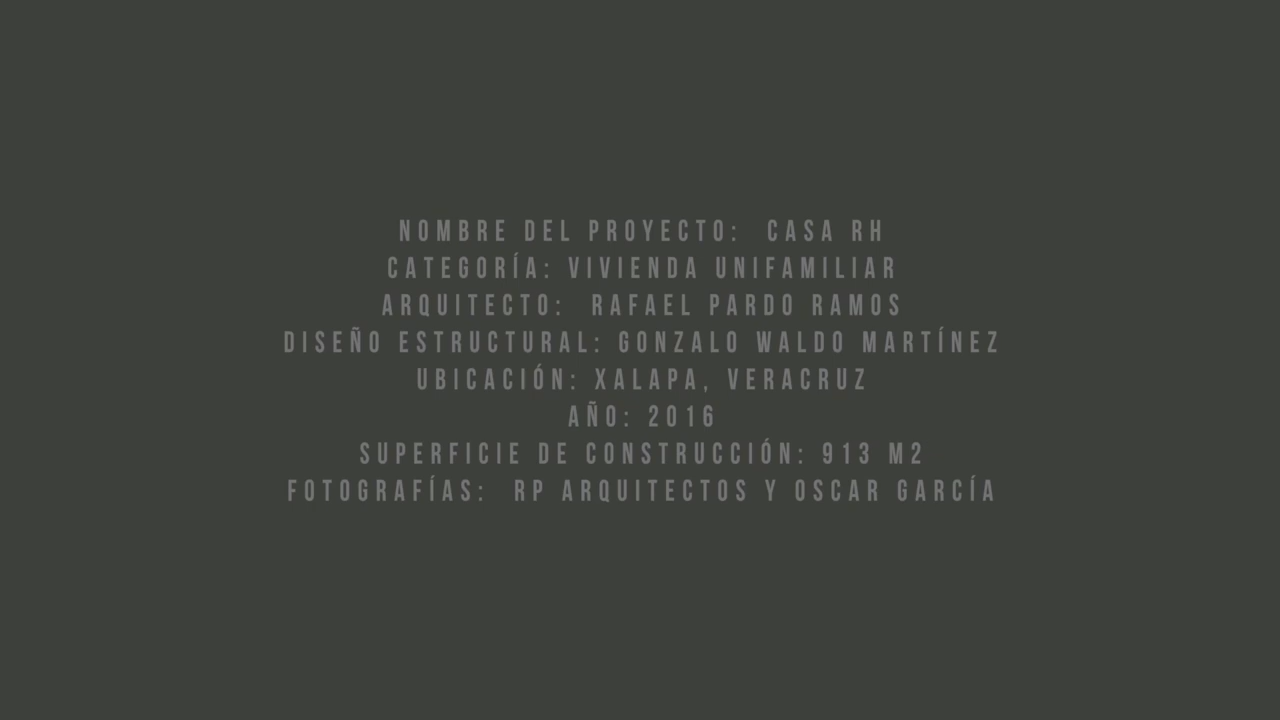 NOMBRE DEL PROYECTO: CASA RH
CATEGORÍA: VIVIENDA UNIFAMILIAR
ARQUITECTO: RAFAEL PARDO RAMOS
DISEÑO ESTRUCTURAL: GONZALO WALDO MARTÍNEZ
UBICACIÓN: XALAPA, VERACRUZ
AÑO: 2016
SUPERFICIE DE CONSTRUCCIÓN: 913 M2
FOTOGRAFÍAS: RP ARQUITECTOS Y OSCAR GARCÍA